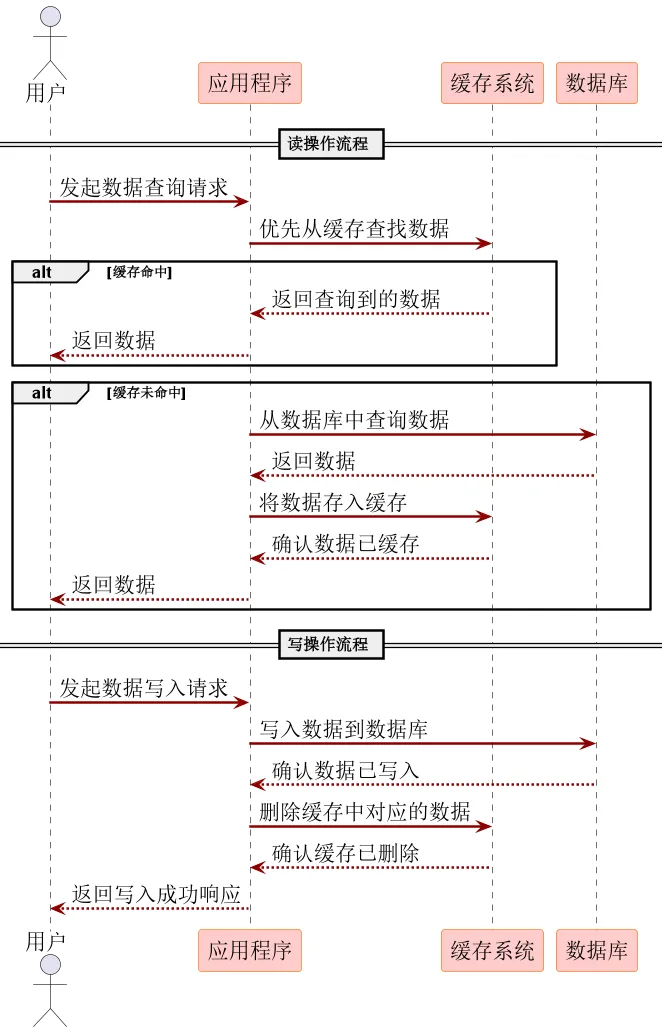 用户
应用程序
缓存系统
数据库
读操作流程
发起数据查询请求
优先从缓存查找数据
alt
[缓存命中]
返回查询到的数据
返回数据
alt
[缓存未命中]
从数据库中查询数据
返回数据
将数据存入缓存
确认数据已缓存
返回数据
写操作流程
发起数据写入请求
写入数据到数据库
确认数据已写入
删除缓存中对应的数据
确认缓存已删除
返回写入成功响应
用户
应用程序
缓存系统
数据库